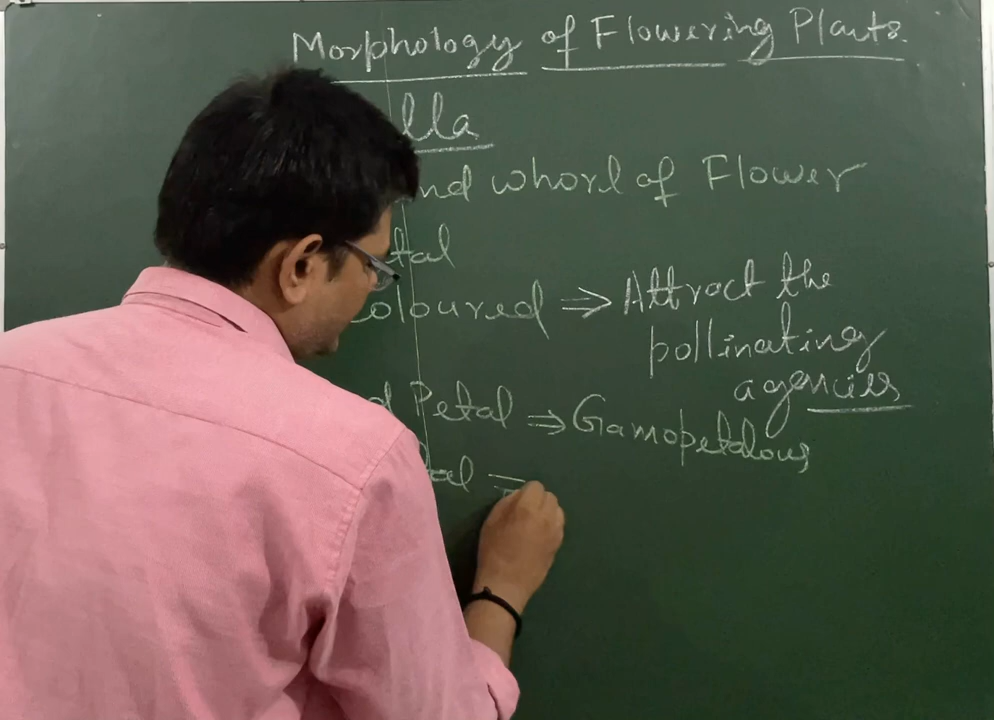 Morphology of Flowering Plants.
lla
nd whorl of Flower
tal
oloured ⇒ Attract the
pollinating
agencies
d Petal ⇒ Gamopetalous
tal =